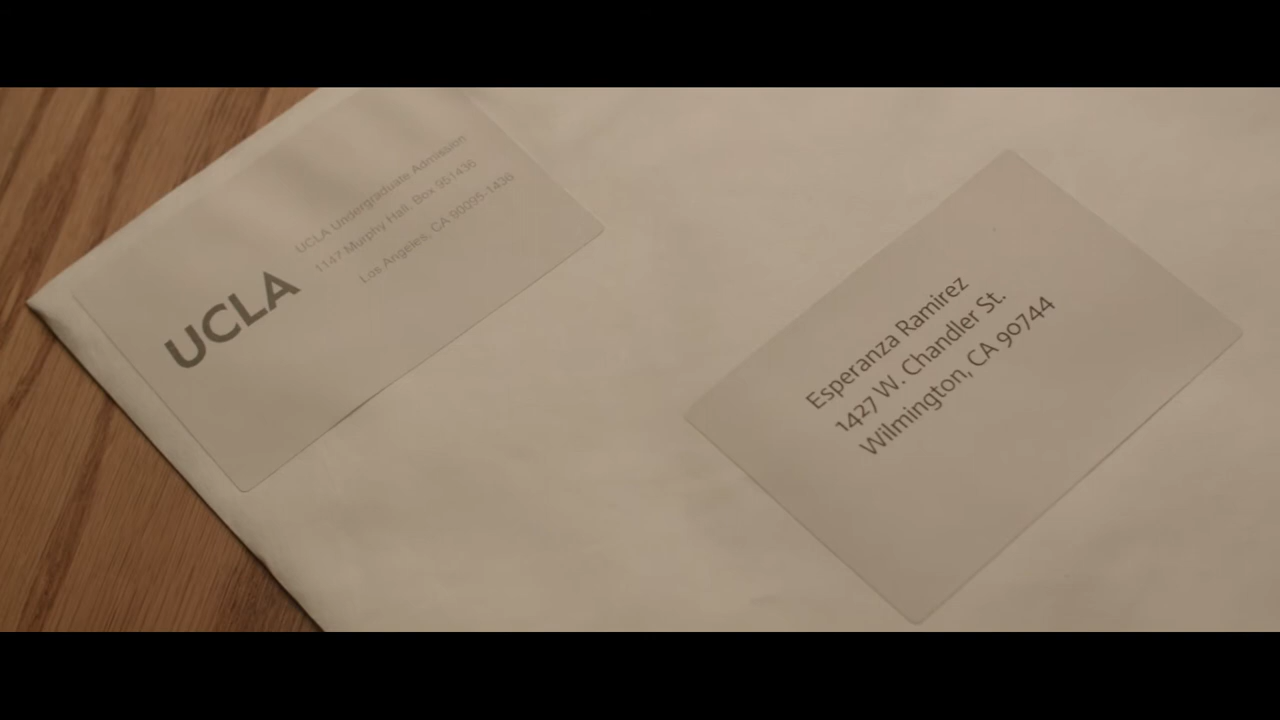 UCLA
UCLA Undergraduate Admission
1147 Murphy Hall, Box 951436
Los Angeles, CA 90095-1436
Esperanza Ramirez
1427 W. Chandler St.
Wilmington, CA 90744